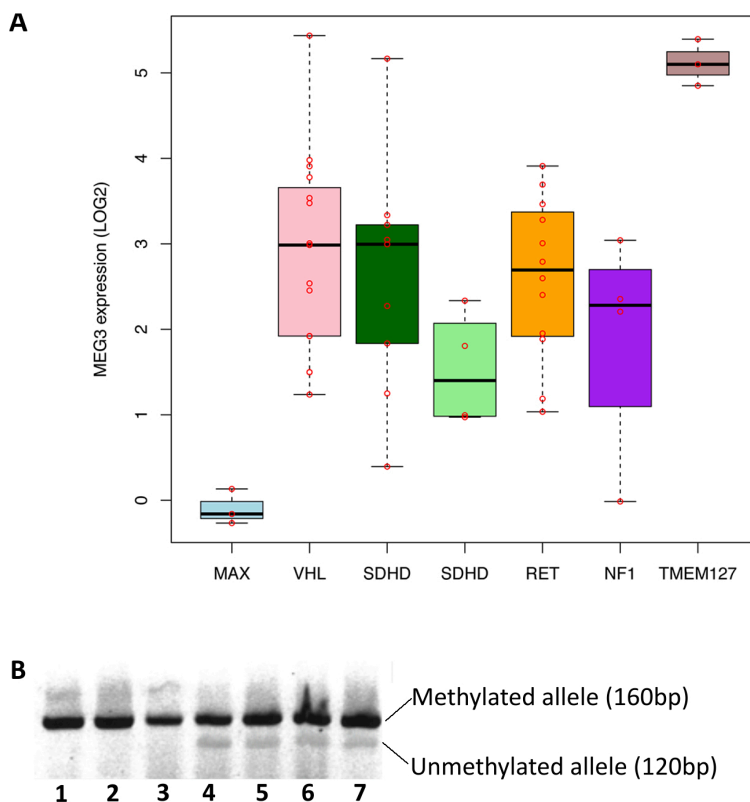 A
MEG3 expression (LOG2)
5
4
3
2
1
0
MAX VHL SDHD SDHD RET NF1 TMEM127
B
Methylated allele (160bp)
Unmethylated allele (120bp)
1 2 3 4 5 6 7